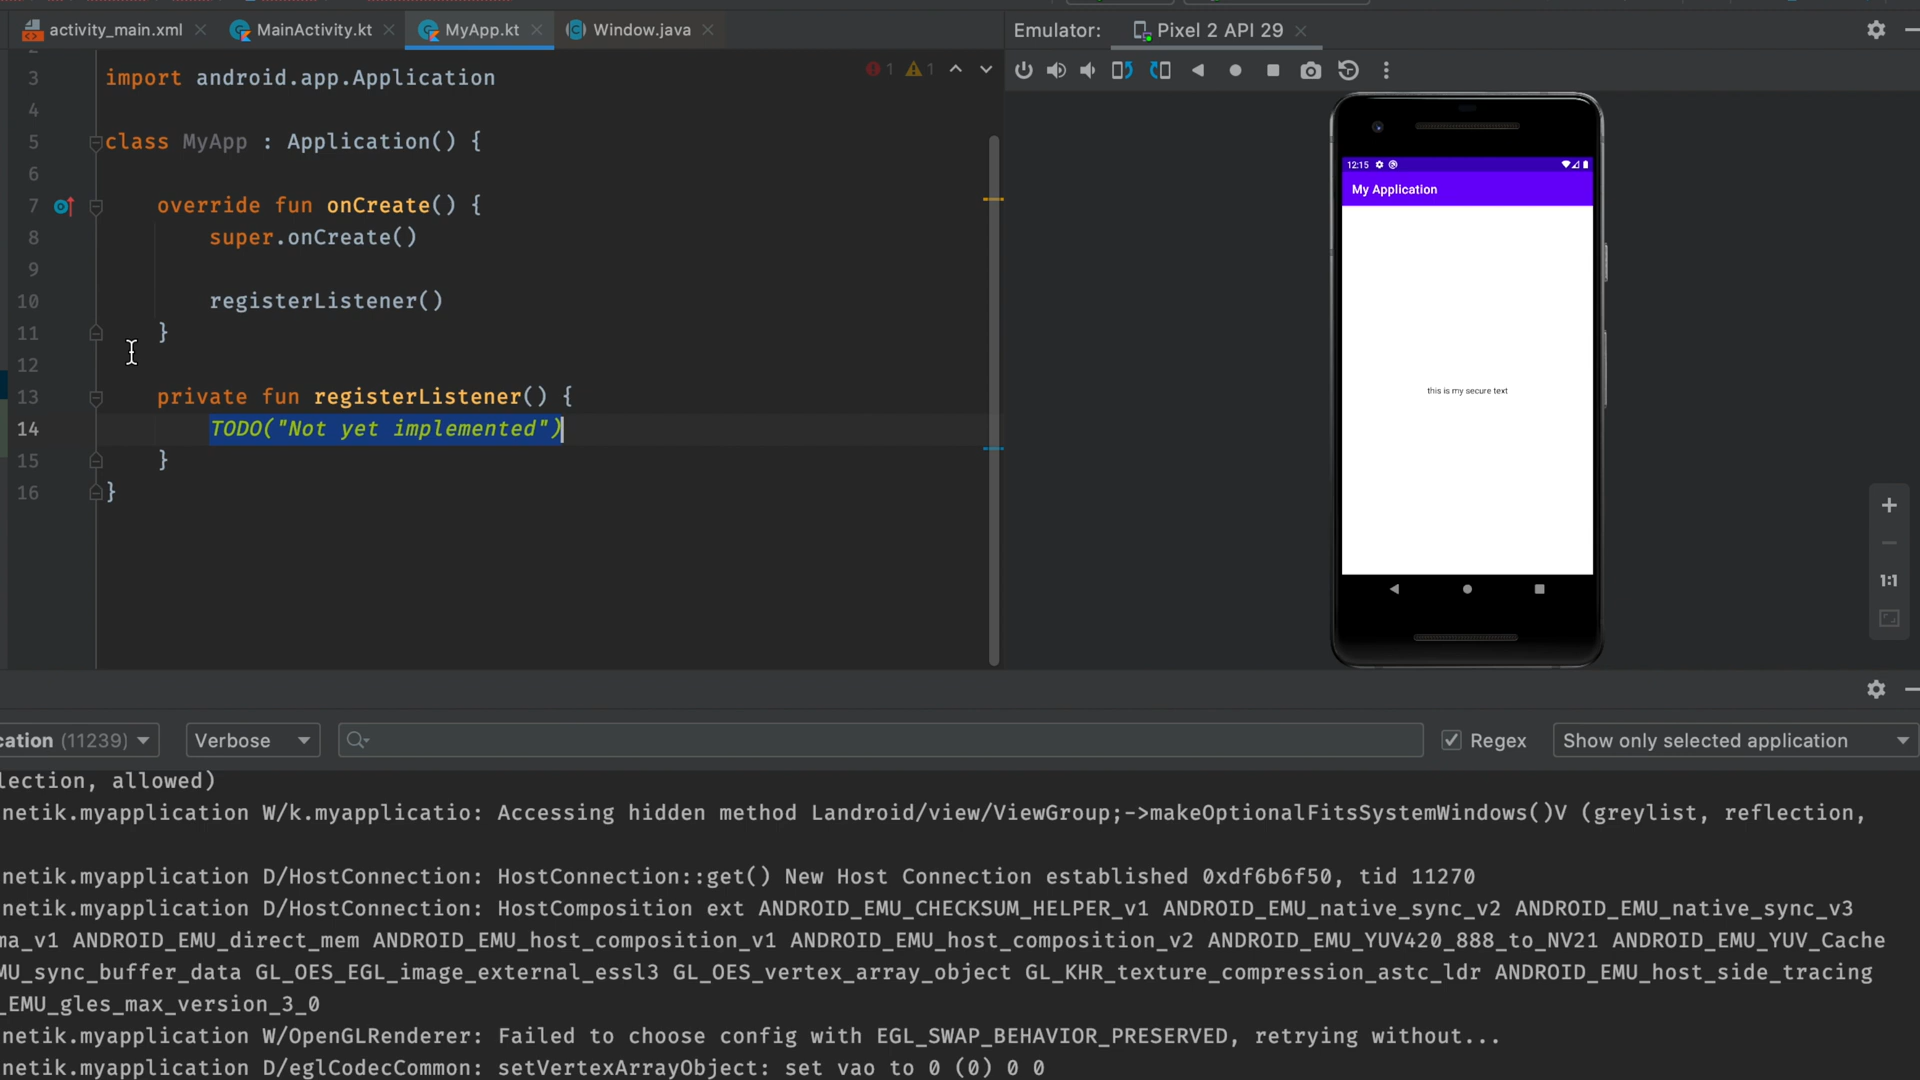 activity_main.xml
MainActivity.kt
MyApp.kt
Window.java
Emulator:
Pixel 2 API 29
1
1
3
import android.app.Application
4
5
class MyApp : Application() {
6
7
override fun onCreate() {
8
super.onCreate()
9
10
registerListener()
11
}
12
13
private fun registerListener() {
14
TODO("Not yet implemented")
15
}
16
}
12:15
My Application
this is my secure text
1:1
cation (11239)
Verbose
Regex
Show only selected application
lection, allowed)
netik.myapplication W/k.myapplicatio: Accessing hidden method Landroid/view/ViewGroup;->makeOptionalFitsSystemWindows()V (greylist, reflection,
netik.myapplication D/HostConnection: HostConnection::get() New Host Connection established 0xdf6b6f50, tid 11270
netik.myapplication D/HostConnection: HostComposition ext ANDROID_EMU_CHECKSUM_HELPER_v1 ANDROID_EMU_native_sync_v2 ANDROID_EMU_native_sync_v3
ma_v1 ANDROID_EMU_direct_mem ANDROID_EMU_host_composition_v1 ANDROID_EMU_host_composition_v2 ANDROID_EMU_YUV420_888_to_NV21 ANDROID_EMU_YUV_Cache
MU_sync_buffer_data GL_OES_EGL_image_external_essl3 GL_OES_vertex_array_object GL_KHR_texture_compression_astc_ldr ANDROID_EMU_host_side_tracing
_EMU_gles_max_version_3_0
netik.myapplication W/OpenGLRenderer: Failed to choose config with EGL_SWAP_BEHAVIOR_PRESERVED, retrying without...
netik.myapplication D/eglCodecCommon: setVertexArrayObject: set vao to 0 (0) 0 0